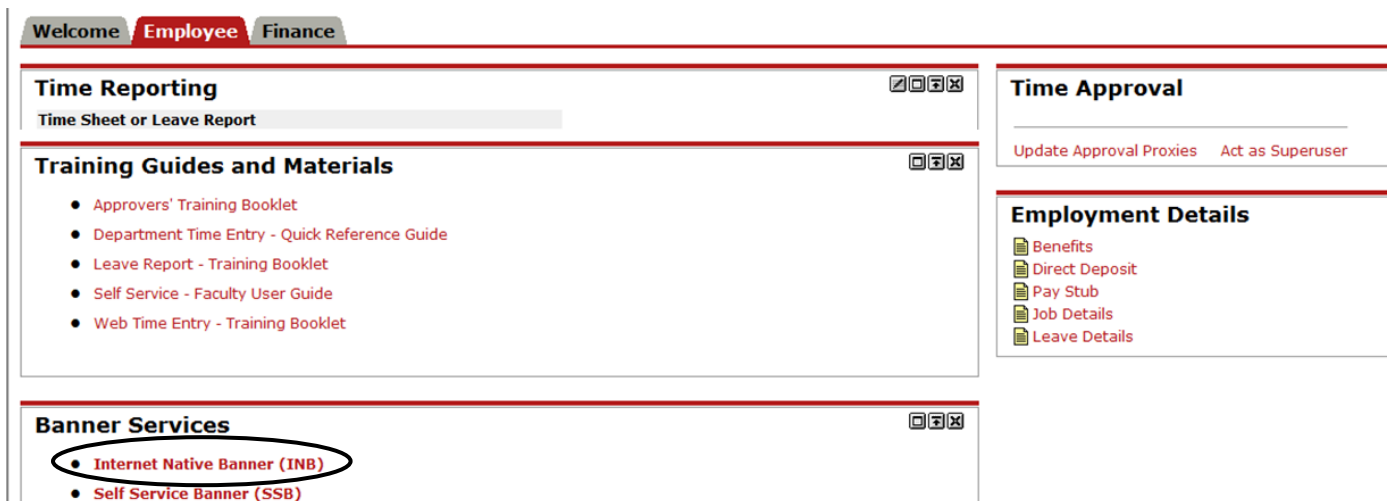 Welcome Employee Finance
Time Reporting
Time Sheet or Leave Report
Training Guides and Materials
Approvers' Training Booklet
Department Time Entry - Quick Reference Guide
Leave Report - Training Booklet
Self Service - Faculty User Guide
Web Time Entry - Training Booklet
Banner Services
Internet Native Banner (INB)
Self Service Banner (SSB)
Time Approval
Update Approval Proxies Act as Superuser
Employment Details
Benefits
Direct Deposit
Pay Stub
Job Details
Leave Details